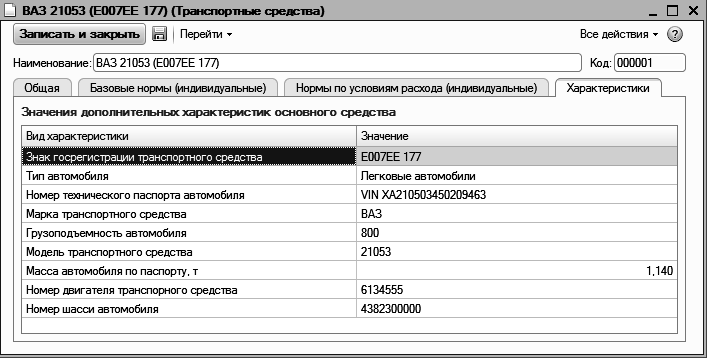 ВАЗ 21053 (Е007ЕЕ 177) (Транспортные средства)
Записать и закрыть Перейти Все действия ?
Наименование: ВАЗ 21053 (Е007ЕЕ 177) Код: 000001
Общая Базовые нормы (индивидуальные) Нормы по условиям расхода (индивидуальные) Характеристики
Значения дополнительных характеристик основного средства
Вид характеристики Значение
Знак госрегистрации транспортного средства Е007ЕЕ 177
Тип автомобиля Легковые автомобили
Номер технического паспорта автомобиля VIN XA210503450209463
Марка транспортного средства ВАЗ
Грузоподъемность автомобиля 800
Модель транспортного средства 21053
Масса автомобиля по паспорту, т 1,140
Номер двигателя транспорного средства 6134555
Номер шасси автомобиля 4382300000